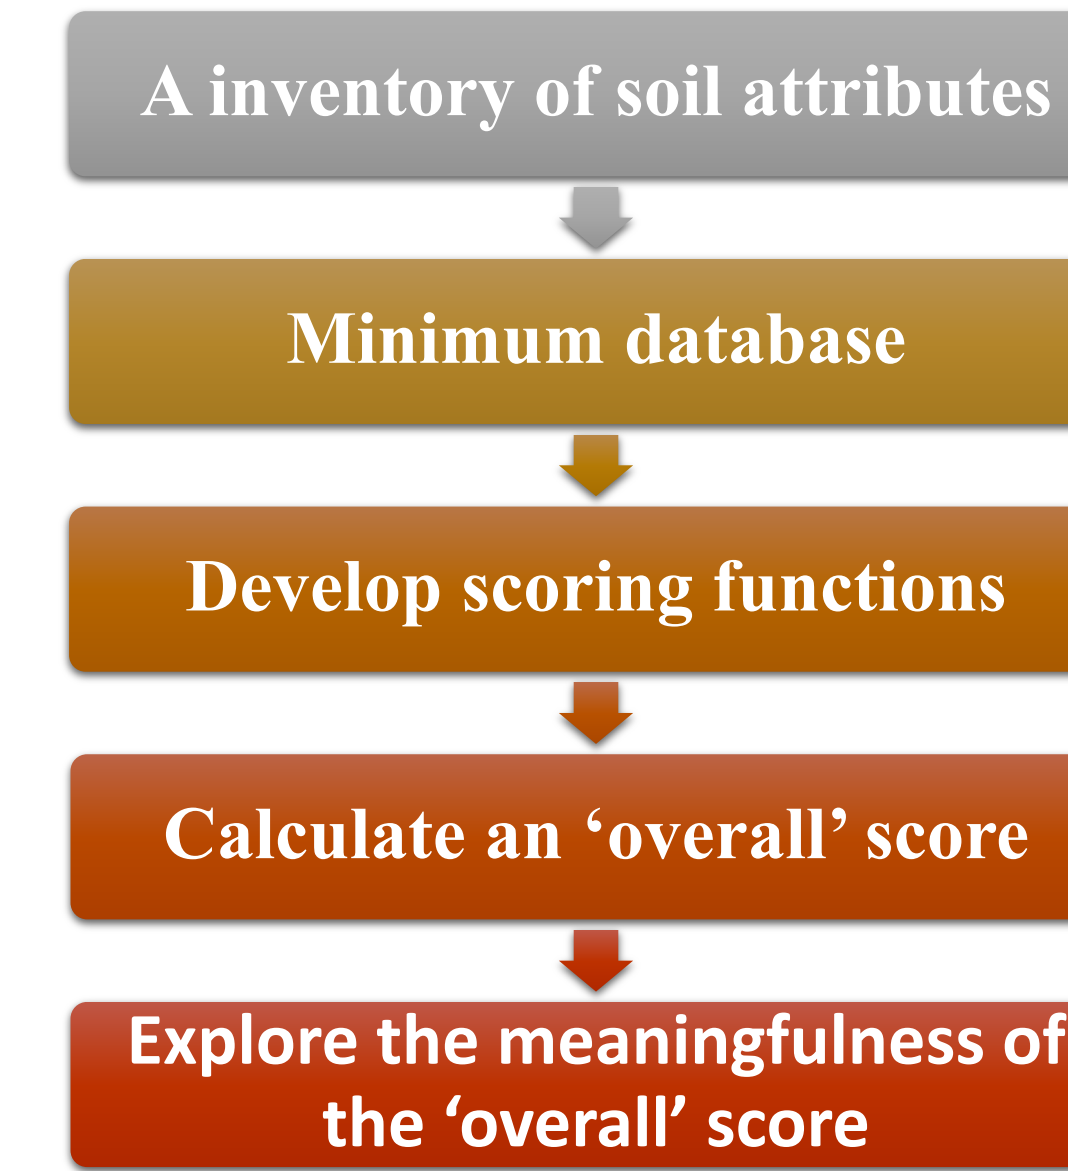 A inventory of soil attributes
Minimum database
Develop scoring functions
Calculate an ‘overall’ score
Explore the meaningfulness of
the ‘overall’ score